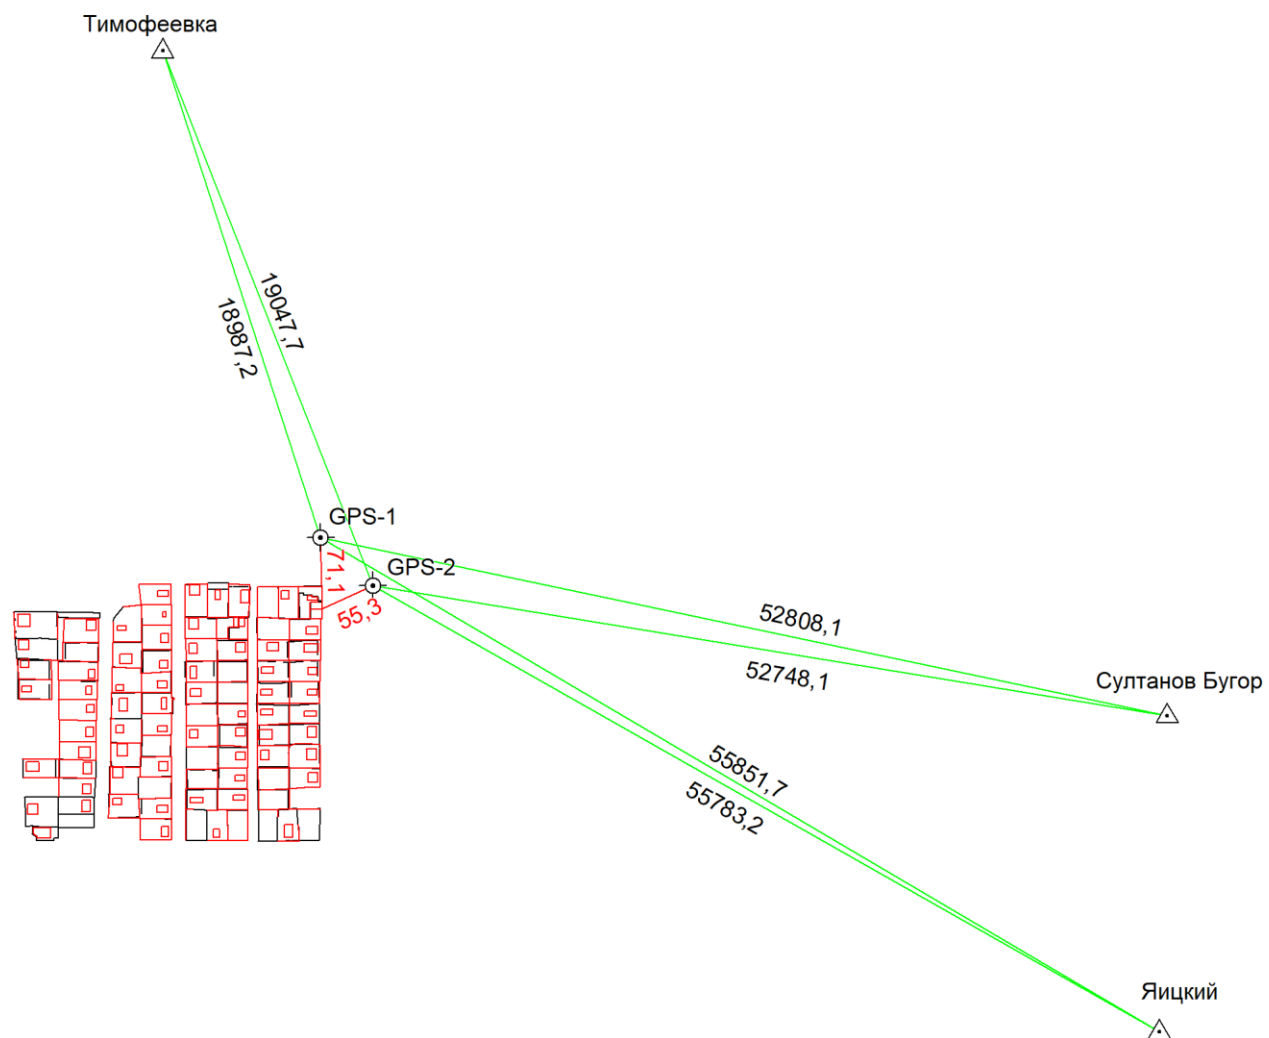 Тимофеевка
19047,7
18987,2
GPS-1
71,1
GPS-2
55,3
52808,1
52748,1
Султанов Бугор
55851,7
55783,2
Яицкий